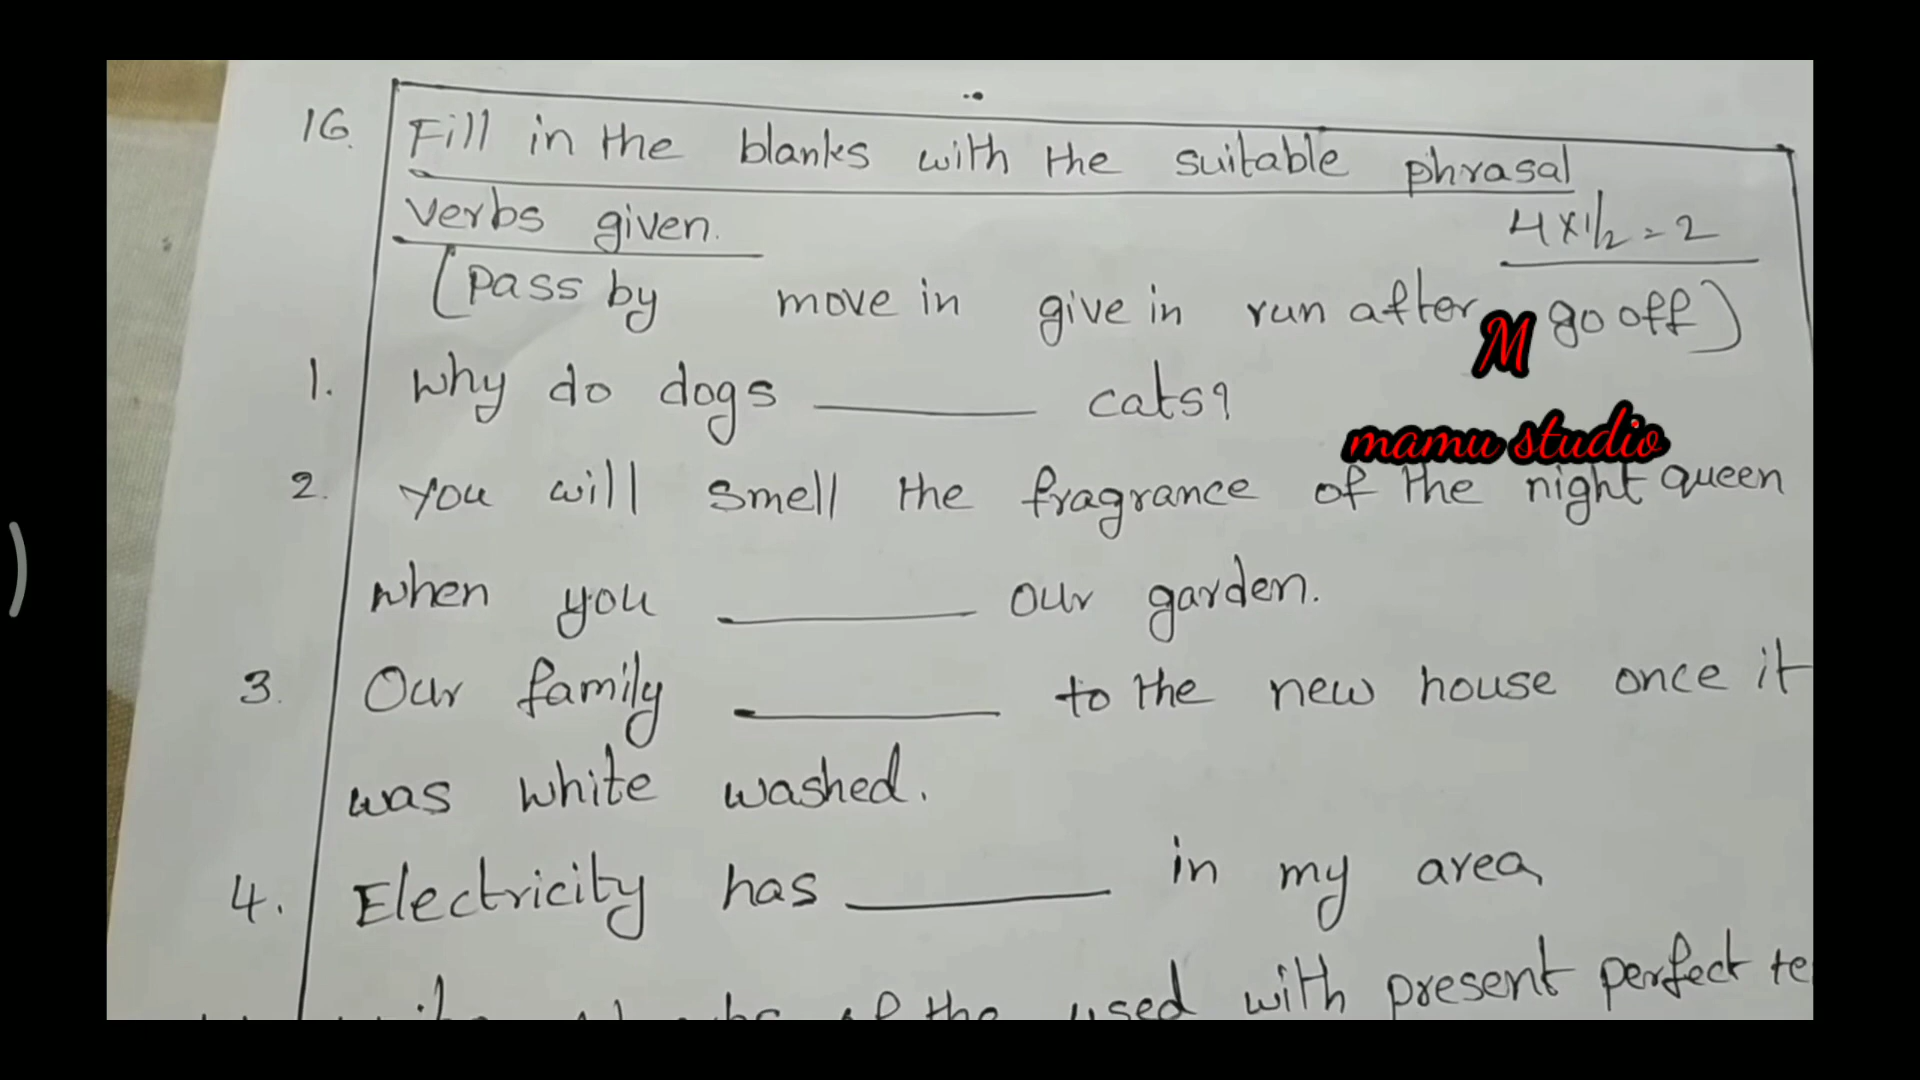 16. Fill in the blanks with the suitable phrasal
verbs given. 4 x 1/2 = 2
(Pass by move in give in run after go off)
M
1. Why do dogs ______ cats?
mamu studio
2. You will smell the fragrance of the night queen
when you ______ our garden.
3. Our family ______ to the new house once it
was white washed.
4. Electricity has ______ in my area
of the used with present perfect te